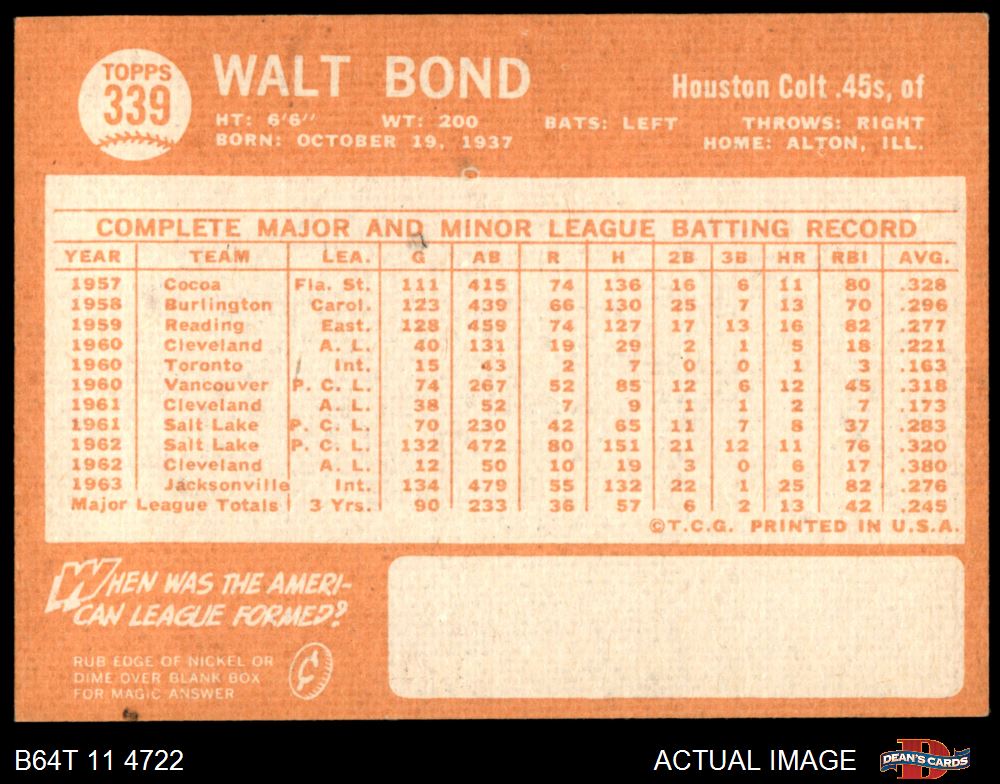 TOPPS
339
WALT BOND
Houston Colt .45s, of
HT: 6'6" WT: 200 BATS: LEFT THROWS: RIGHT
BORN: OCTOBER 19, 1937 HOME: ALTON, ILL.
COMPLETE MAJOR AND MINOR LEAGUE BATTING RECORD
YEAR TEAM LEA. G AB R H 2B 3B HR RBI AVG.
1957 Cocoa Fla. St. 111 415 74 136 16 6 11 80 .328
1958 Burlington Carol. 123 439 66 130 25 7 13 70 .296
1959 Reading East. 128 459 74 127 17 13 16 82 .277
1960 Cleveland A. L. 40 131 19 29 2 1 5 18 .221
1960 Toronto Int. 15 43 2 7 0 0 1 3 .163
1960 Vancouver P. C. L. 74 267 52 85 12 6 12 45 .318
1961 Cleveland A. L. 38 52 7 9 1 1 2 7 .173
1961 Salt Lake P. C. L. 70 230 42 65 11 7 8 37 .283
1962 Salt Lake P. C. L. 132 472 80 151 21 12 11 76 .320
1962 Cleveland A. L. 12 50 10 19 3 0 6 17 .380
1963 Jacksonville Int. 134 479 55 132 22 1 25 82 .276
Major League Totals 3 Yrs. 90 233 36 57 6 2 13 42 .245
©T.C.G. PRINTED IN U.S.A.
WHEN WAS THE AMERI-
CAN LEAGUE FORMED?
RUB EDGE OF NICKEL OR
DIME OVER BLANK BOX
FOR MAGIC ANSWER
B64T 11 4722 ACTUAL IMAGE
D
DEAN'S CARDS